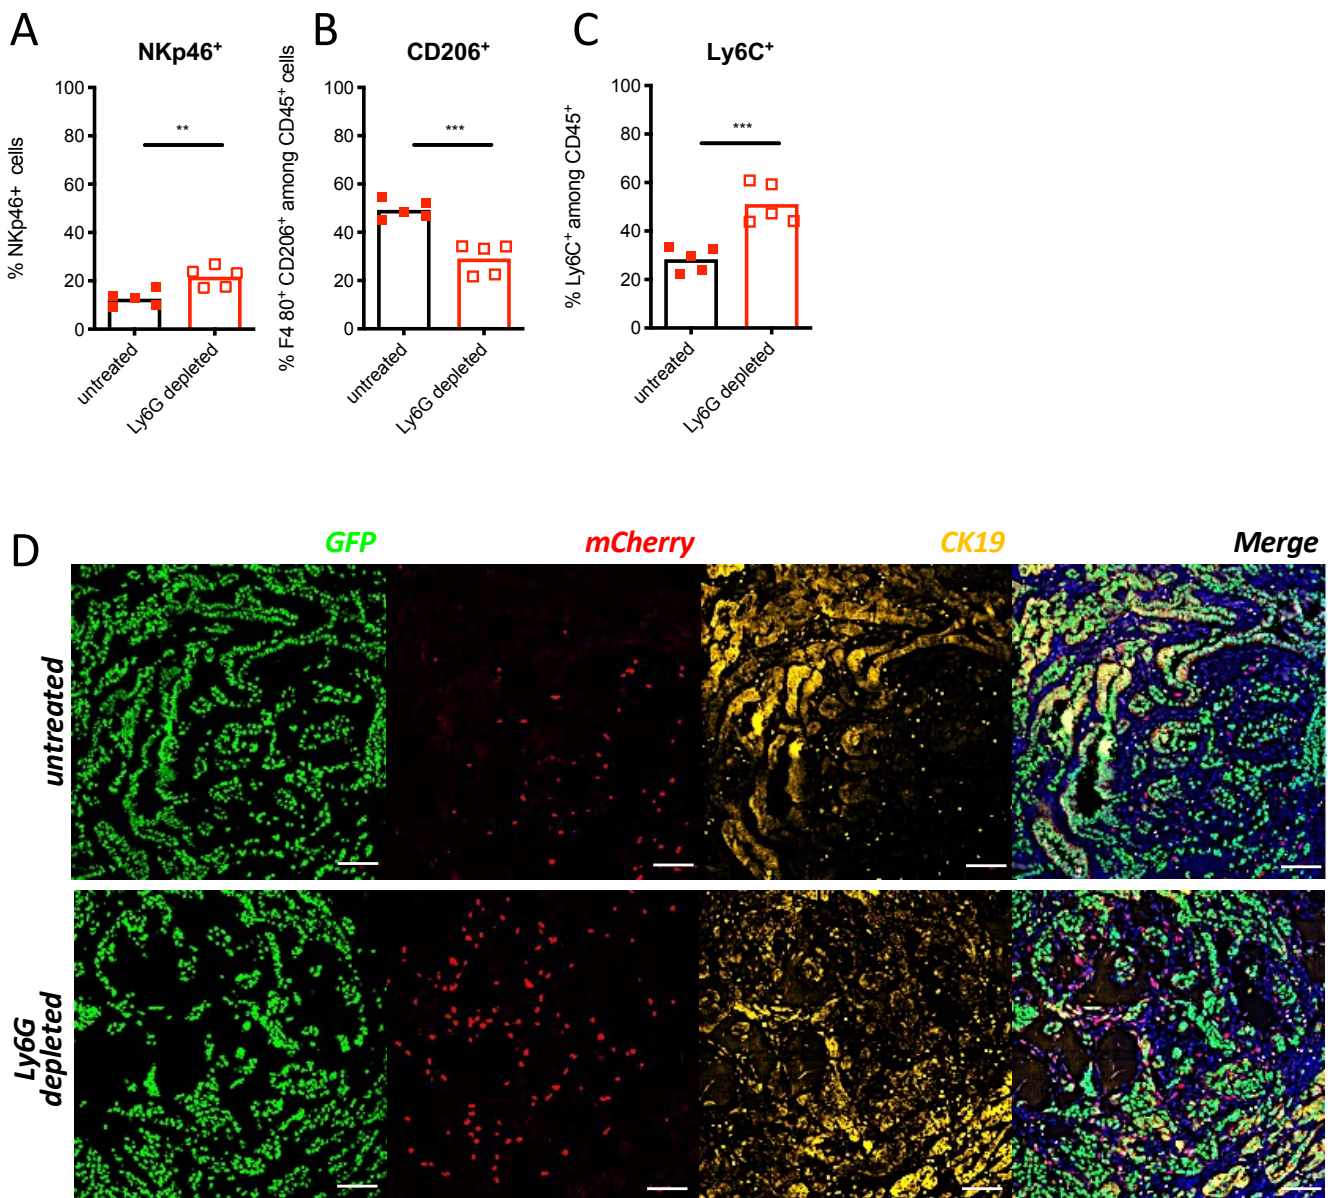 A
NKp46⁺
% NKp46+ cells
100
80
60
40
20
0
**
untreated
Ly6G depleted
B
CD206⁺
% F4 80⁺ CD206⁺ among CD45⁺ cells
100
80
60
40
20
0
***
untreated
Ly6G depleted
C
Ly6C⁺
% Ly6C⁺ among CD45⁺
100
80
60
40
20
0
***
untreated
Ly6G depleted
D
GFP
mCherry
CK19
Merge
untreated
Ly6G
depleted